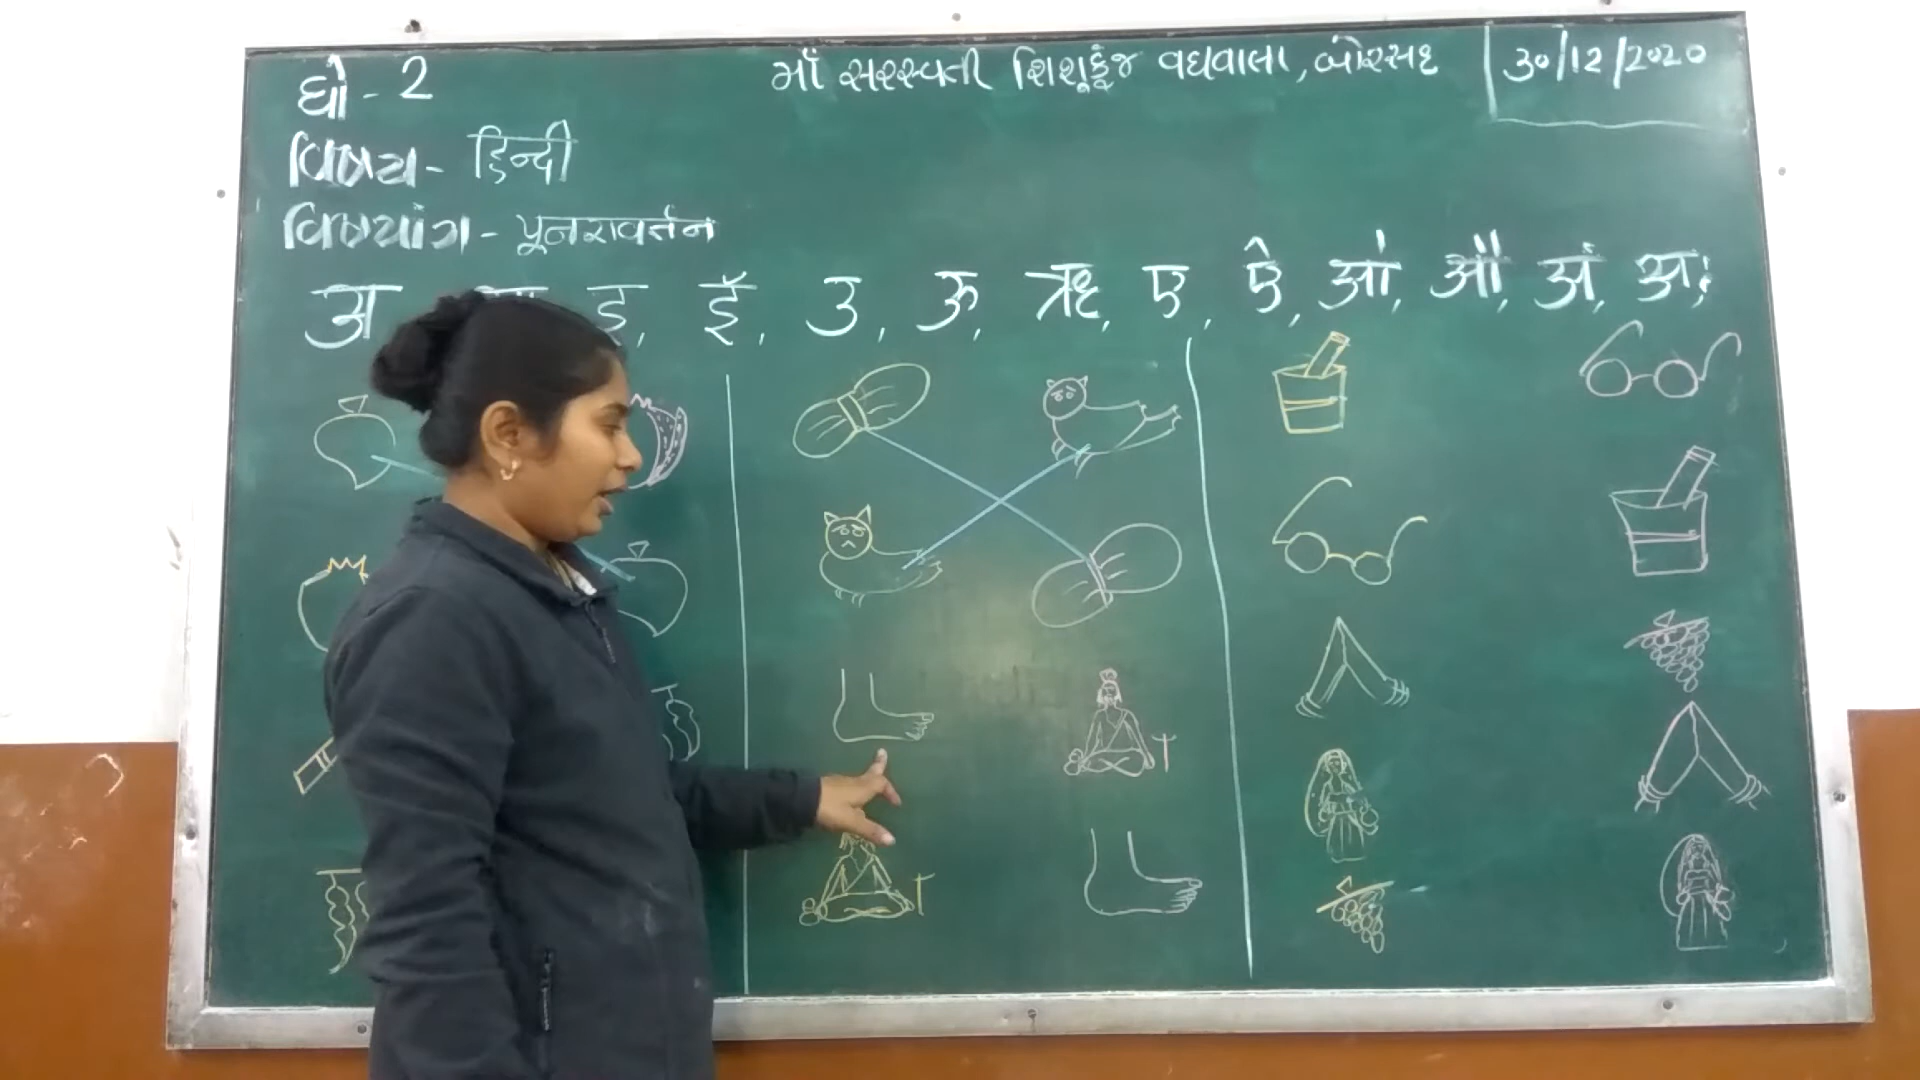 ધો - 2
માઁ સરસ્વતી શિશુકુંજ વઘવાલા, બોરસદ
30/12/2020
વિષય - हिन्दी
વિષયાંગ - पूनरावर्तन
अ इ, ई, उ, ऊ, ऋ, ए, ऐ, ओ, औ, अं, अः